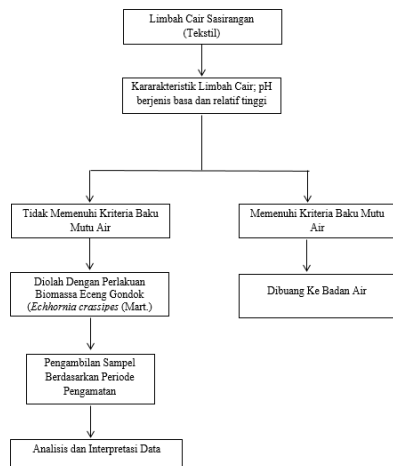 Limbah Cair Sasirangan
(Tekstil)
Kararakteristik Limbah Cair; pH
berjenis basa dan relatif tinggi
Tidak Memenuhi Kriteria Baku
Mutu Air
Memenuhi Kriteria Baku Mutu
Air
Diolah Dengan Perlakuan
Biomassa Eceng Gondok
(Echhornia crassipes (Mart.)
Dibuang Ke Badan Air
Pengambilan Sampel
Berdasarkan Periode
Pengamatan
Analisis dan Interpretasi Data